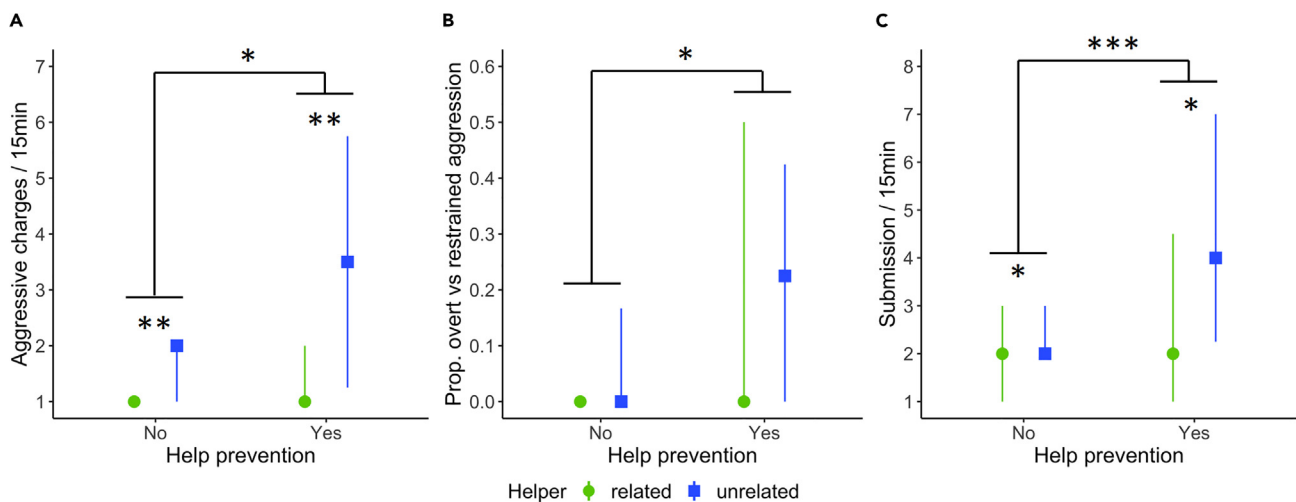 A
Aggressive charges / 15min
7
6
5
4
3
2
1
*
**
**
No
Yes
Help prevention
B
Prop. overt vs restrained aggression
0.6
0.5
0.4
0.3
0.2
0.1
0.0
*
No
Yes
Help prevention
C
Submission / 15min
8
7
6
5
4
3
2
1
***
*
*
No
Yes
Help prevention
Helper related unrelated